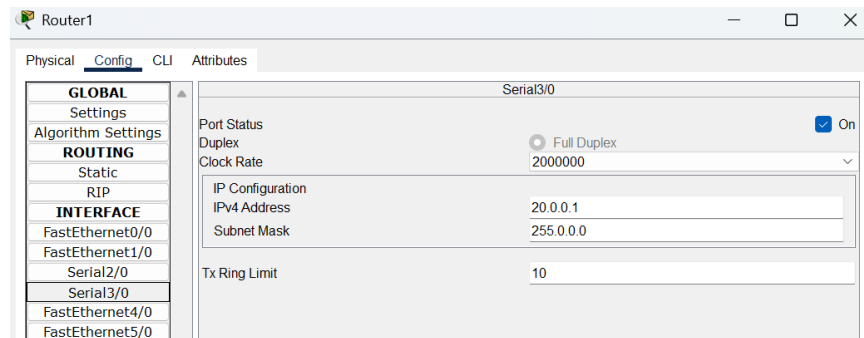 Router1
Physical Config CLI Attributes
GLOBAL
Settings
Algorithm Settings
ROUTING
Static
RIP
INTERFACE
FastEthernet0/0
FastEthernet1/0
Serial2/0
Serial3/0
FastEthernet4/0
FastEthernet5/0
Serial3/0
Port Status On
Duplex Full Duplex
Clock Rate 2000000
IP Configuration
IPv4 Address 20.0.0.1
Subnet Mask 255.0.0.0
Tx Ring Limit 10